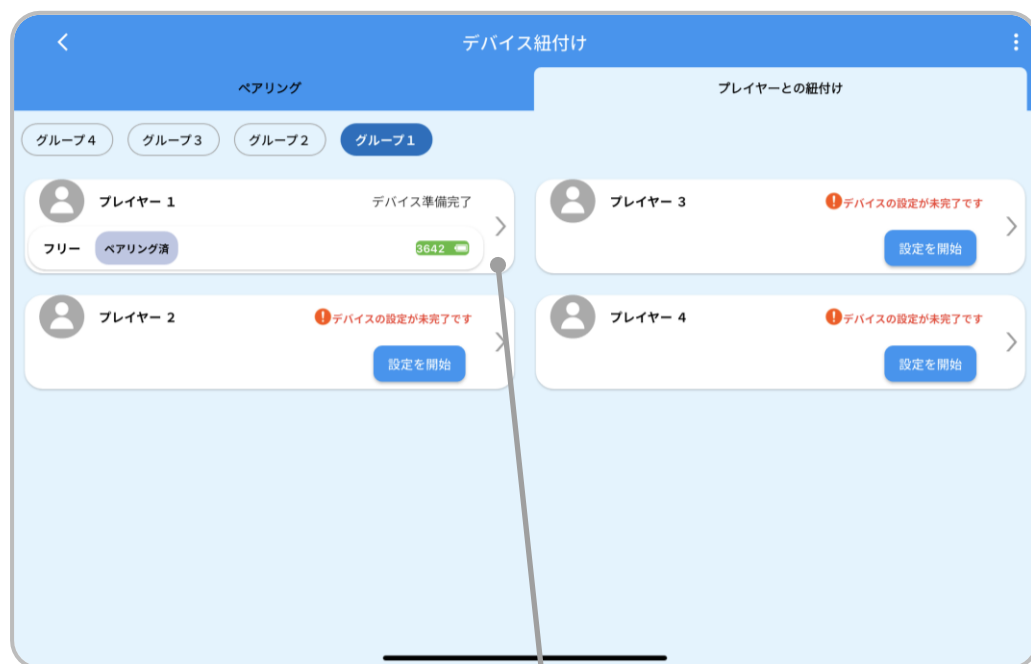 デバイス紐付け
ペアリング
プレイヤーとの紐付け
グループ4
グループ3
グループ2
グループ1
プレイヤー 1
デバイス準備完了
フリー
ペアリング済
3642
プレイヤー 3
デバイスの設定が未完了です
設定を開始
プレイヤー 2
デバイスの設定が未完了です
設定を開始
プレイヤー 4
デバイスの設定が未完了です
設定を開始